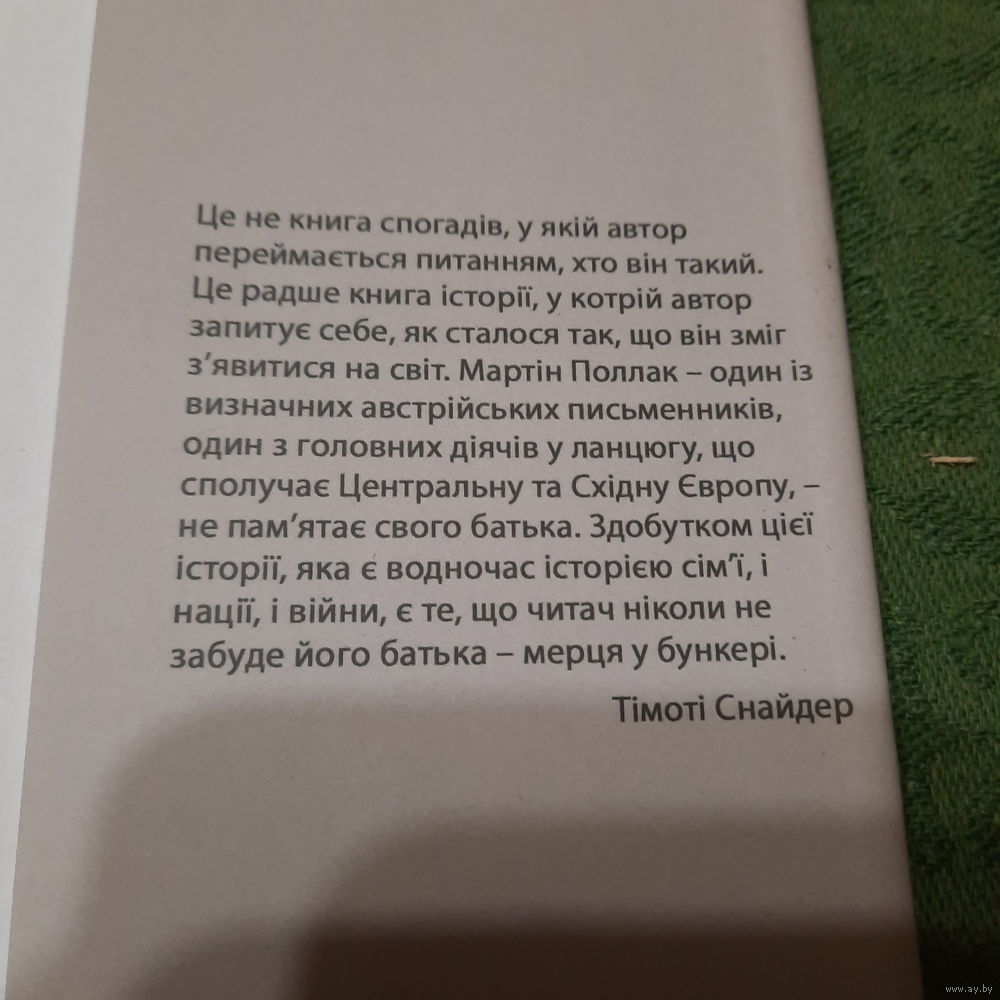 Це не книга спогадів, у якій автор
переймається питанням, хто він такий.
Це радше книга історії, у котрій автор
запитує себе, як сталося так, що він зміг
з’явитися на світ. Мартін Поллак – один із
визначних австрійських письменників,
один з головних діячів у ланцюгу, що
сполучає Центральну та Східну Європу, –
не пам’ятає свого батька. Здобутком цієї
історії, яка є водночас історією сім’ї, і
нації, і війни, є те, що читач ніколи не
забуде його батька – мерця у бункері.
Тімоті Снайдер
www.ay.by